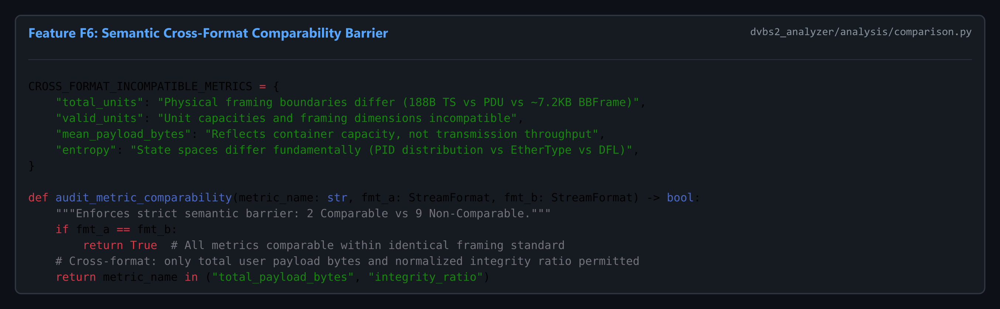 Feature F6: Semantic Cross-Format Comparability Barrier
dvbs2_analyzer/analysis/comparison.py
CROSS_FORMAT_INCOMPATIBLE_METRICS = {
    "total_units": "Physical framing boundaries differ (188B TS vs PDU vs ~7.2KB BBFrame)",
    "valid_units": "Unit capacities and framing dimensions incompatible",
    "mean_payload_bytes": "Reflects container capacity, not transmission throughput",
    "entropy": "State spaces differ fundamentally (PID distribution vs EtherType vs DFL)",
}
def audit_metric_comparability(metric_name: str, fmt_a: StreamFormat, fmt_b: StreamFormat) -> bool:
    """Enforces strict semantic barrier: 2 Comparable vs 9 Non-Comparable."""
    if fmt_a == fmt_b:
        return True  # All metrics comparable within identical framing standard
    # Cross-format: only total user payload bytes and normalized integrity ratio permitted
    return metric_name in ("total_payload_bytes", "integrity_ratio")